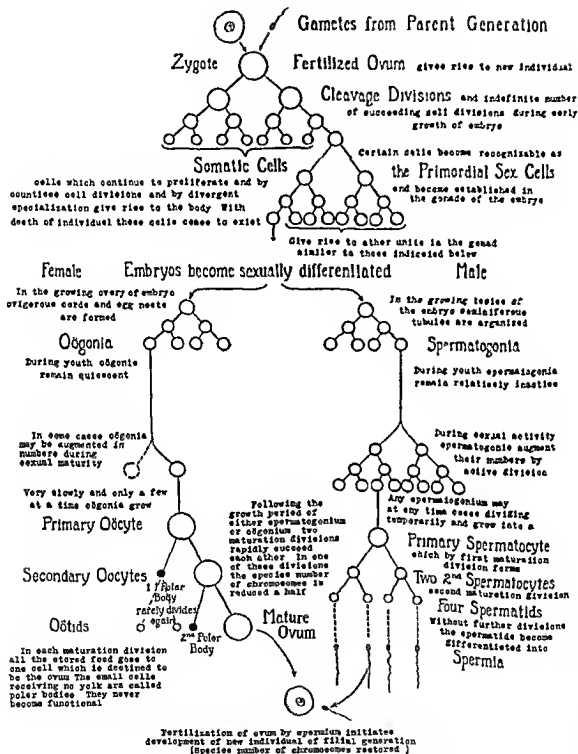 Gametes from Parent Generation
Zygote
Fertilized Ovum gives rise to new individual
Cleavage Divisions and indefinite number
of succeeding cell divisions during early
growth of embryo
Somatic Cells
cells which continue to proliferate and by
countless cell divisions and by divergent
specialization give rise to the body With
death of individual these cells cease to exist
Certain cells become recognizable as
the Primordial Sex Cells
and become established in
the gonads of the embryo
Give rise to other units in the gonad
similar to those indicated below
Female
Embryos become sexually differentiated
Male
In the growing ovary of embryo
ovigerous cords and egg nests
are formed
Oögonia
During youth oögonia
remain quiescent
In the growing testes of
the embryo seminiferous
tubules are organized
Spermatogonia
During youth spermatogonia
remain relatively inactive
In some cases oögonia
may be augmented in
numbers during
sexual maturity
Very slowly and only a few
at a time oögonia grow
During sexual activity
spermatogonia augment
their numbers by
active division
Any spermatogonium may
at any time cease dividing
temporarily and grow into a
Primary Oöcyte
Following the
growth period of
either spermatogonium
or oögonium two
maturation divisions
rapidly succeed
each other In one
of these divisions
the species number
of chromosomes is
reduced a half
Primary Spermatocyte
which by first maturation
division forms
Secondary Oocytes
1st Polar
Body
rarely divides
again
Two 2nd Spermatocytes
second maturation division
Four Spermatids
Without further divisions
the spermatids become
differentiated into
Spermia
Oötids
2nd Polar
Body
Mature
Ovum
In each maturation division
all the stored food goes to
one cell which is destined to
be the ovum The small cells
receiving no yolk are called
polar bodies They never
become functional
Fertilization of ovum by spermium initiates
development of new individual of filial generation
[Species number of chromosomes restored]